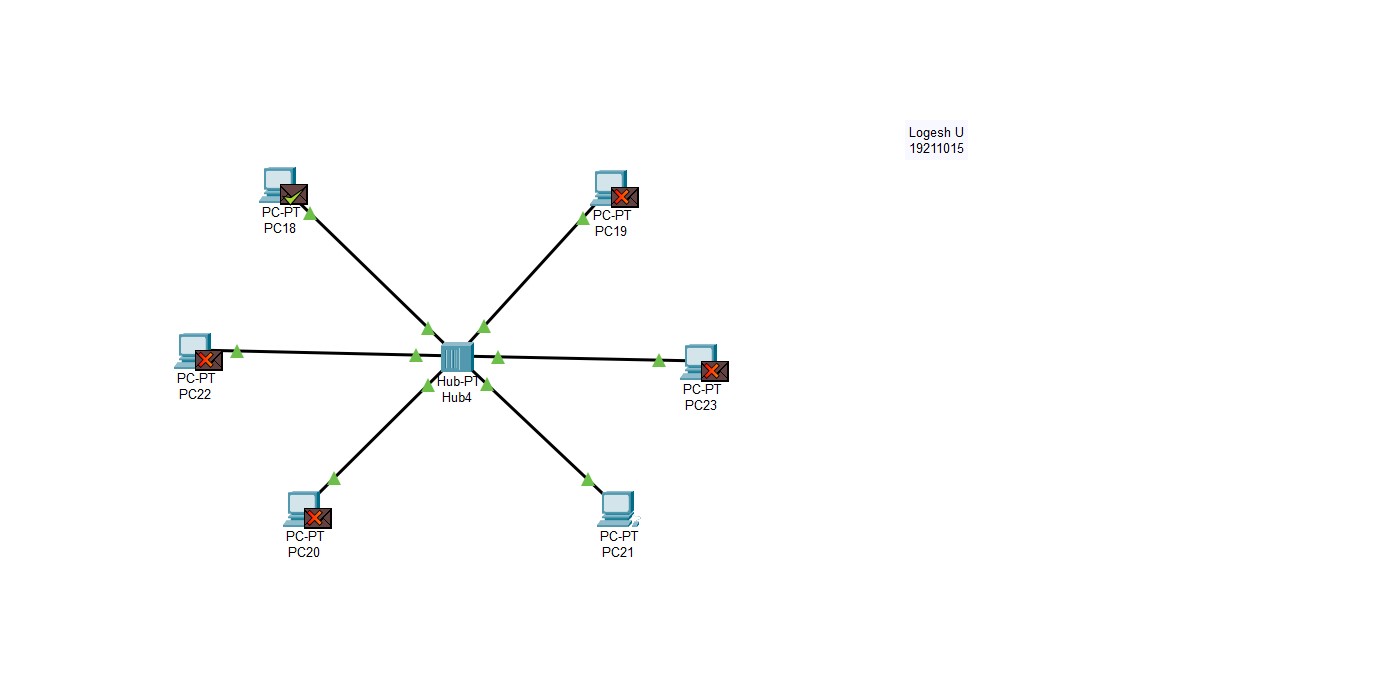 Logesh U
19211015
PC-PT
PC18
PC-PT
PC19
PC-PT
PC22
Hub-PT
Hub4
PC-PT
PC23
PC-PT
PC20
PC-PT
PC21